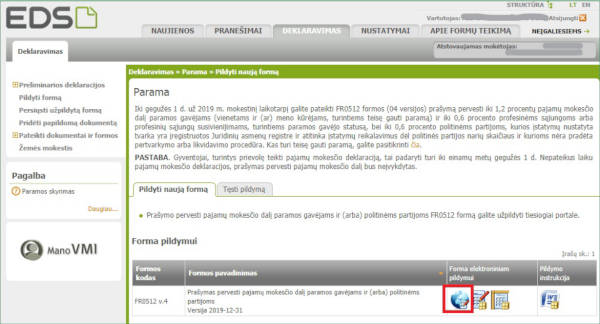 EDS
STRUKTŪRA LT EN
Vartotojas: Atsijungti
NAUJIENOS PRANEŠIMAI DEKLARAVIMAS NUSTATYMAI APIE FORMŲ TEIKIMĄ NEĮGALIESIEMS
Atstovaujamas mokėtojas:
Deklaravimas
Preliminarios deklaracijos
Pildyti formą
Persiųsti užpildytą formą
Pridėti papildomą dokumentą
Pateikti dokumentai ir formos
Žemės mokestis
Pagalba
Paramos skyrimas
Daugiau...
Mano VMI
Deklaravimas » Parama » Pildyti naują formą
Parama
Iki gegužės 1 d. už 2019 m. mokestinį laikotarpį galite pateikti FR0512 formos (04 versijos) prašymą pervesti iki 1,2 procentų pajamų mokesčio
dalį paramos gavėjams (vienetams ir (ar) meno kūrėjams, turintiems teisę gauti paramą) ir iki 0,6 procento profesinėms sąjungoms arba
profesinių sąjungų susivienijimams, turintiems paramos gavėjo statusą, bei iki 0,6 procento politinėms partijoms, kurios įstatymų nustatyta
tvarka yra įregistruotos Juridinių asmenų registre ir atitinka įstatymų reikalavimus dėl politinės partijos narių skaičiaus ir kurioms nėra pradėta
pertvarkymo arba likvidavimo procedūra. Kas turi teisę gauti paramą, galite pasitikrinti čia.
PASTABA. Gyventojai, turintys prievolę teikti pajamų mokesčio deklaraciją, tai padaryti turi iki einamų metų gegužės 1 d. Nepateikus laiku
pajamų mokesčio deklaracijos, prašymas pervesti pajamų mokesčio dalį bus neįvykdytas.
Pildyti naują formą Tęsti pildymą
Prašymo pervesti pajamų mokesčio dalį paramos gavėjams ir (arba) politinėms partijoms FR0512 formą galite užpildyti tiesiogiai portale.
Forma pildymui
Įrašų sk.: 1
Formos kodas Formos pavadinimas Forma elektroniniam pildymui Pildymo instrukcija
FR0512 v.4 Prašymas pervesti pajamų mokesčio dalį paramos gavėjams ir (arba) politinėms
partijoms
Versija 2019-12-31